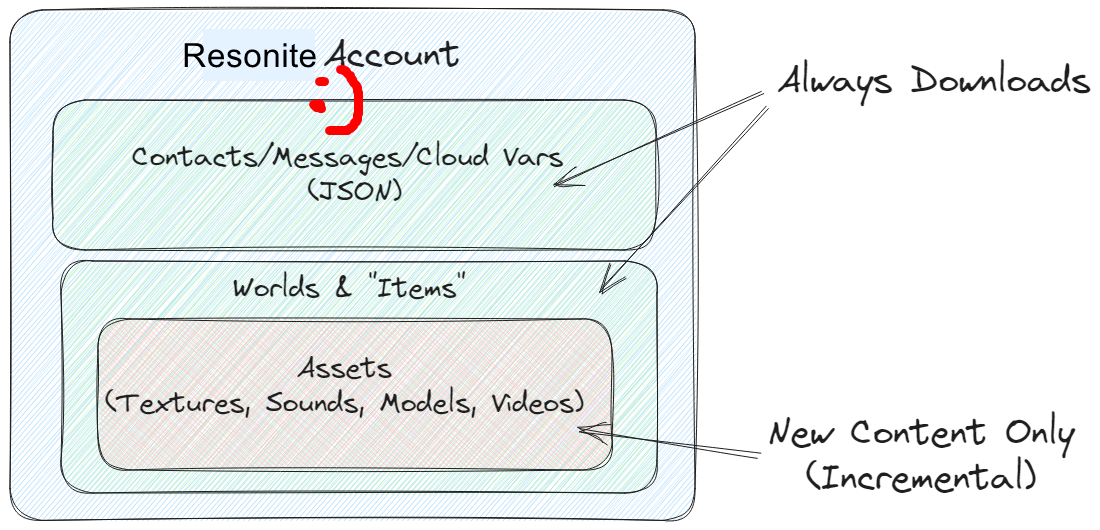 Resonite Account
:)
Always Downloads
Contacts/Messages/Cloud Vars
(JSON)
Worlds & "Items"
Assets
(Textures, Sounds, Models, Videos)
New Content Only
(Incremental)